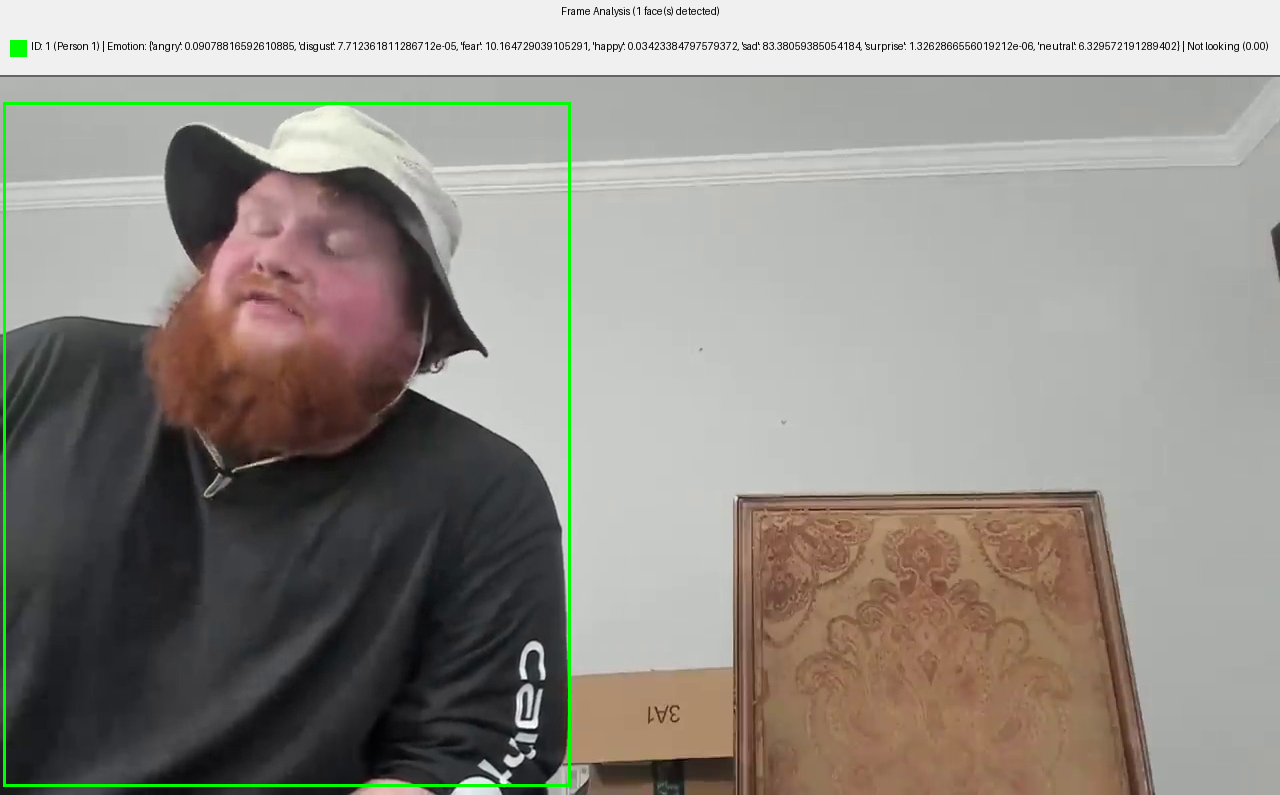 Frame Analysis (1 face(s) detected)
ID: 1 (Person 1) | Emotion: {'angry': 0.09078816592610885, 'disgust': 7.712361811286712e-05, 'fear': 10.164729039105291, 'happy': 0.03423384797579372, 'sad': 83.38059385054184, 'surprise': 1.3262866556019212e-06, 'neutral': 6.329572191289402} | Not looking (0.00)
3A1